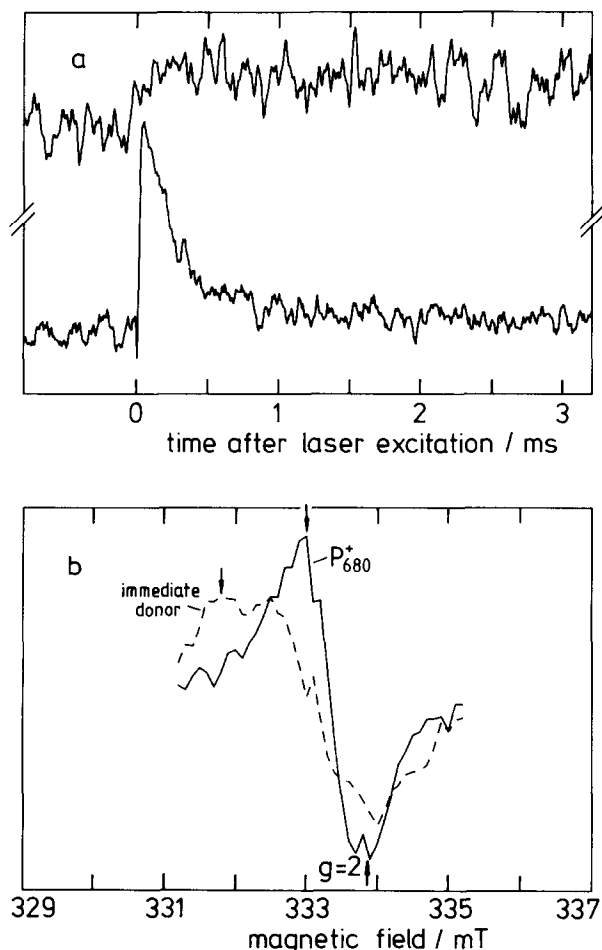 a
0 1 2 3
time after laser excitation / ms
b
P⁺₆₈₀
immediate
donor
g=2
329 331 333 335 337
magnetic field / mT